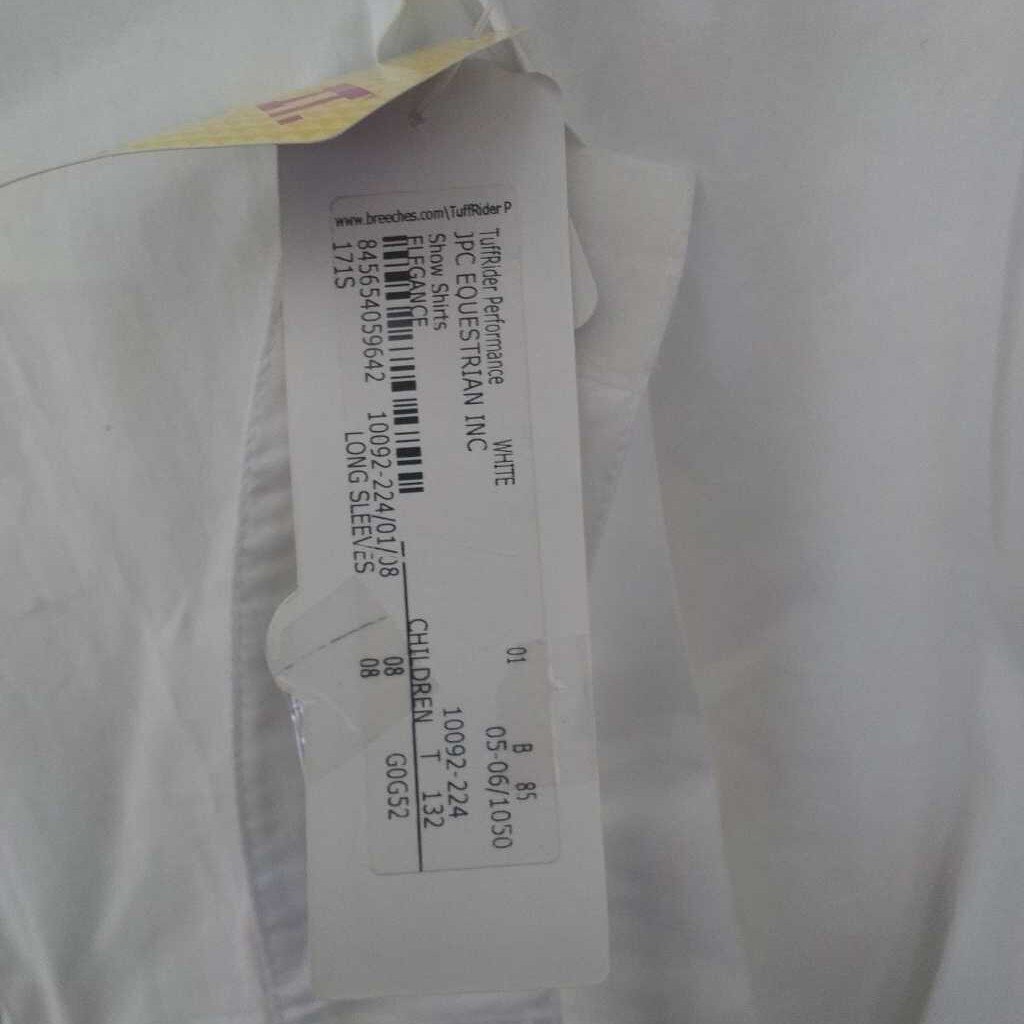 www.breeches.com\TuffRider P
TuffRider Performance WHITE 01 B 85
JPC EQUESTRIAN INC 05-06/1050
Show Shirts 10092-224
ELEGANCE CHILDREN T 132
845654059642 10092-224/01/08 08 G0G52
171S LONG SLEEVES 08